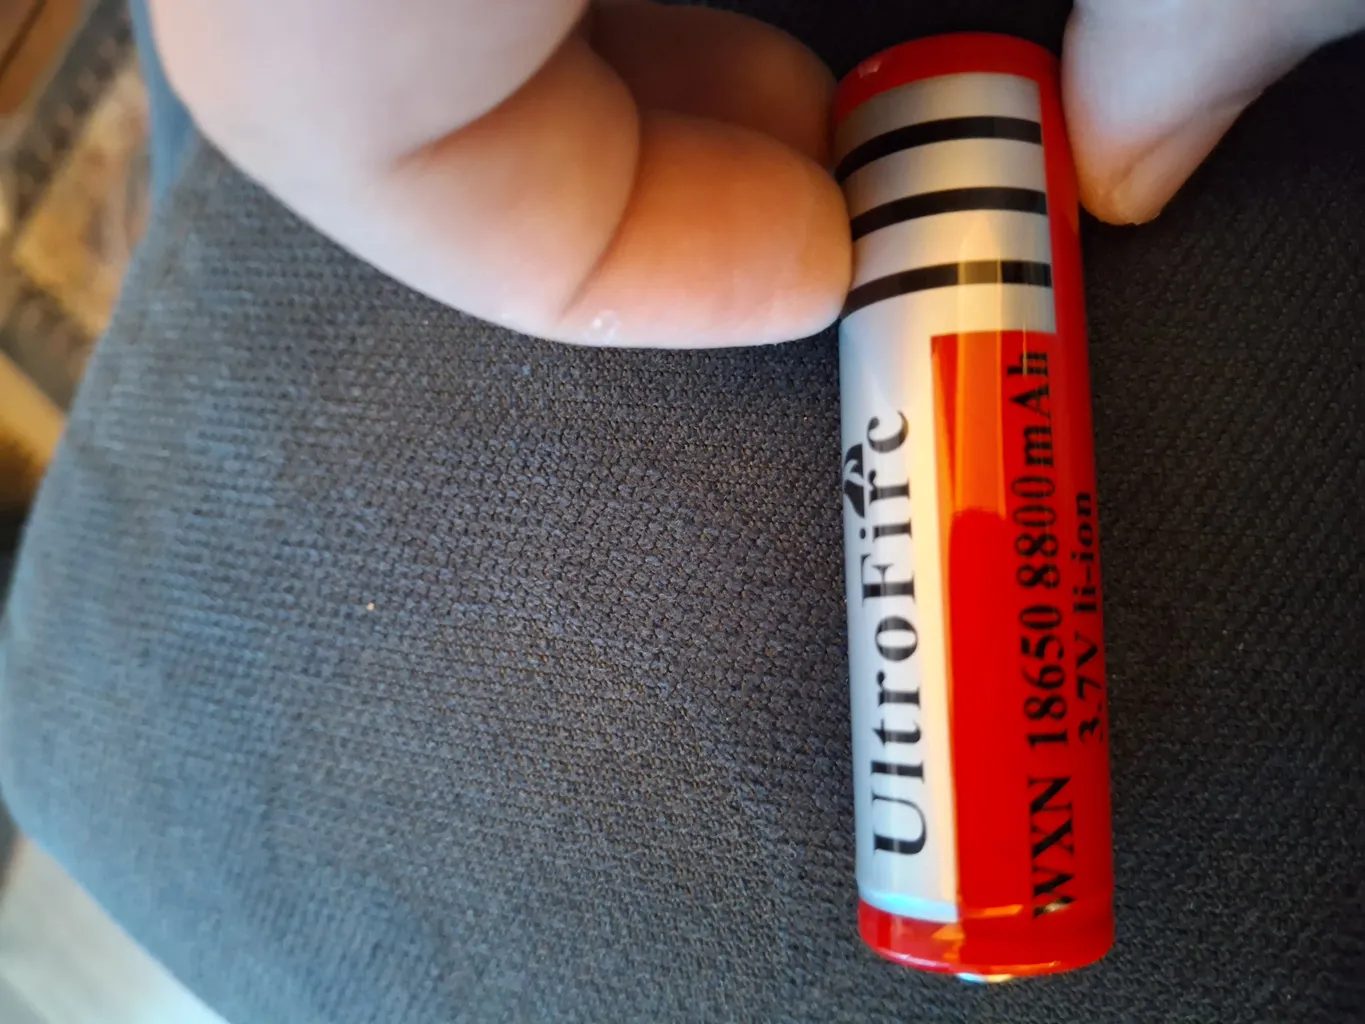 UltroFirc
WXN 18650 8800mAh
3.7V li-ion